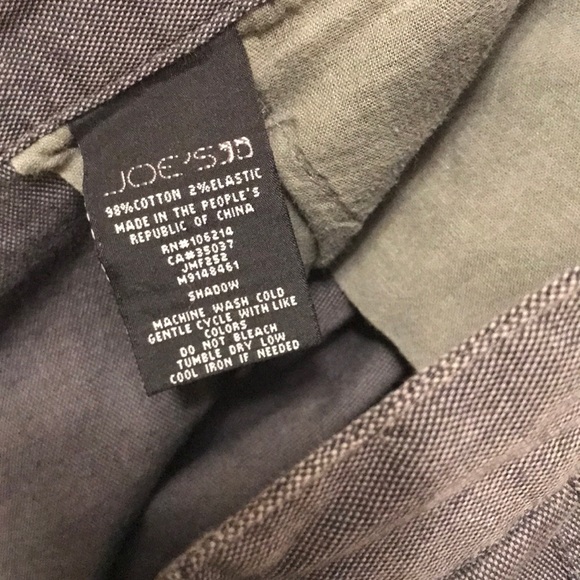 JOE'S
98%COTTON 2%ELASTIC
MADE IN THE PEOPLE'S
REPUBLIC OF CHINA
RN#106214
CA#35037
JMF252
M9148461
SHADOW
MACHINE WASH COLD
GENTLE CYCLE WITH LIKE
COLORS
DO NOT BLEACH
TUMBLE DRY LOW
COOL IRON IF NEEDED